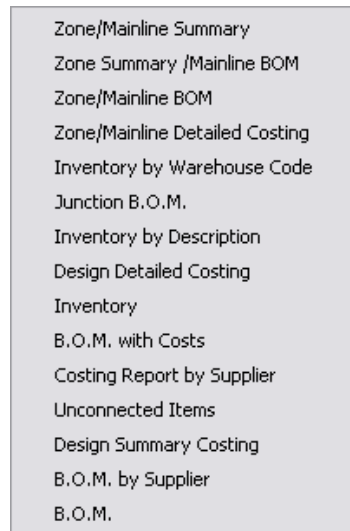 Zone/Mainline Summary
Zone Summary /Mainline BOM
Zone/Mainline BOM
Zone/Mainline Detailed Costing
Inventory by Warehouse Code
Junction B.O.M.
Inventory by Description
Design Detailed Costing
Inventory
B.O.M. with Costs
Costing Report by Supplier
Unconnected Items
Design Summary Costing
B.O.M. by Supplier
B.O.M.